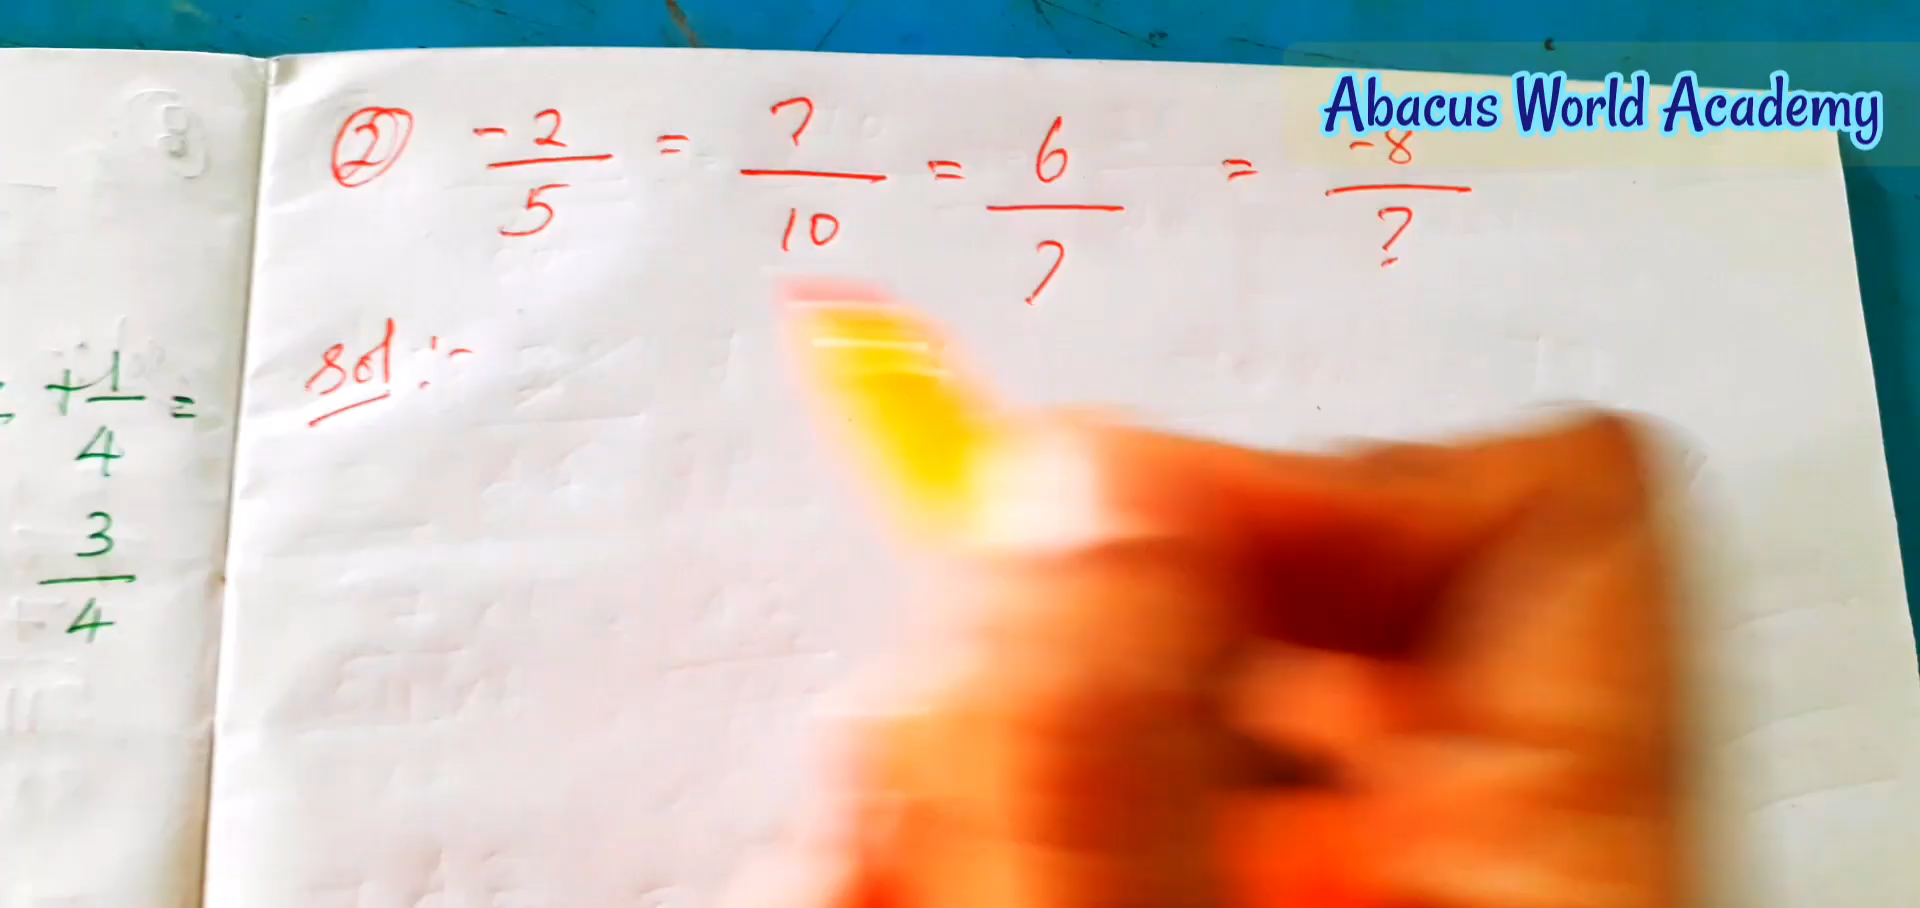 Abacus World Academy
② -2/5 = ?/10 = 6/? = -8/?
sol :-
+1/4 =
3/4